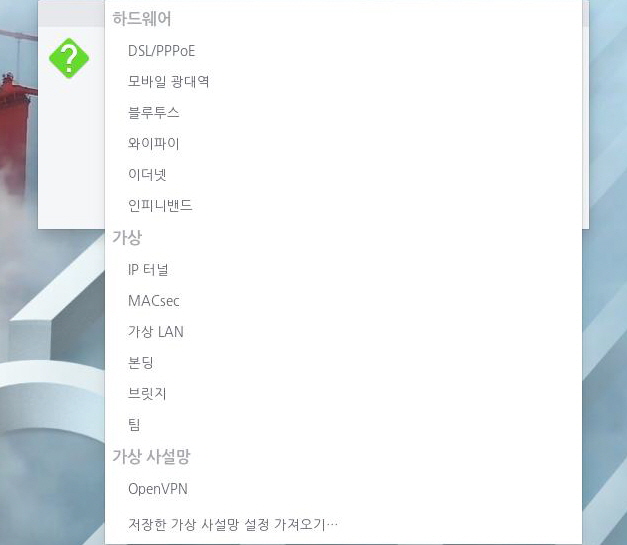 하드웨어
DSL/PPPoE
모바일 광대역
블루투스
와이파이
이더넷
인피니밴드
가상
IP 터널
MACsec
가상 LAN
본딩
브릿지
팀
가상 사설망
OpenVPN
저장한 가상 사설망 설정 가져오기…